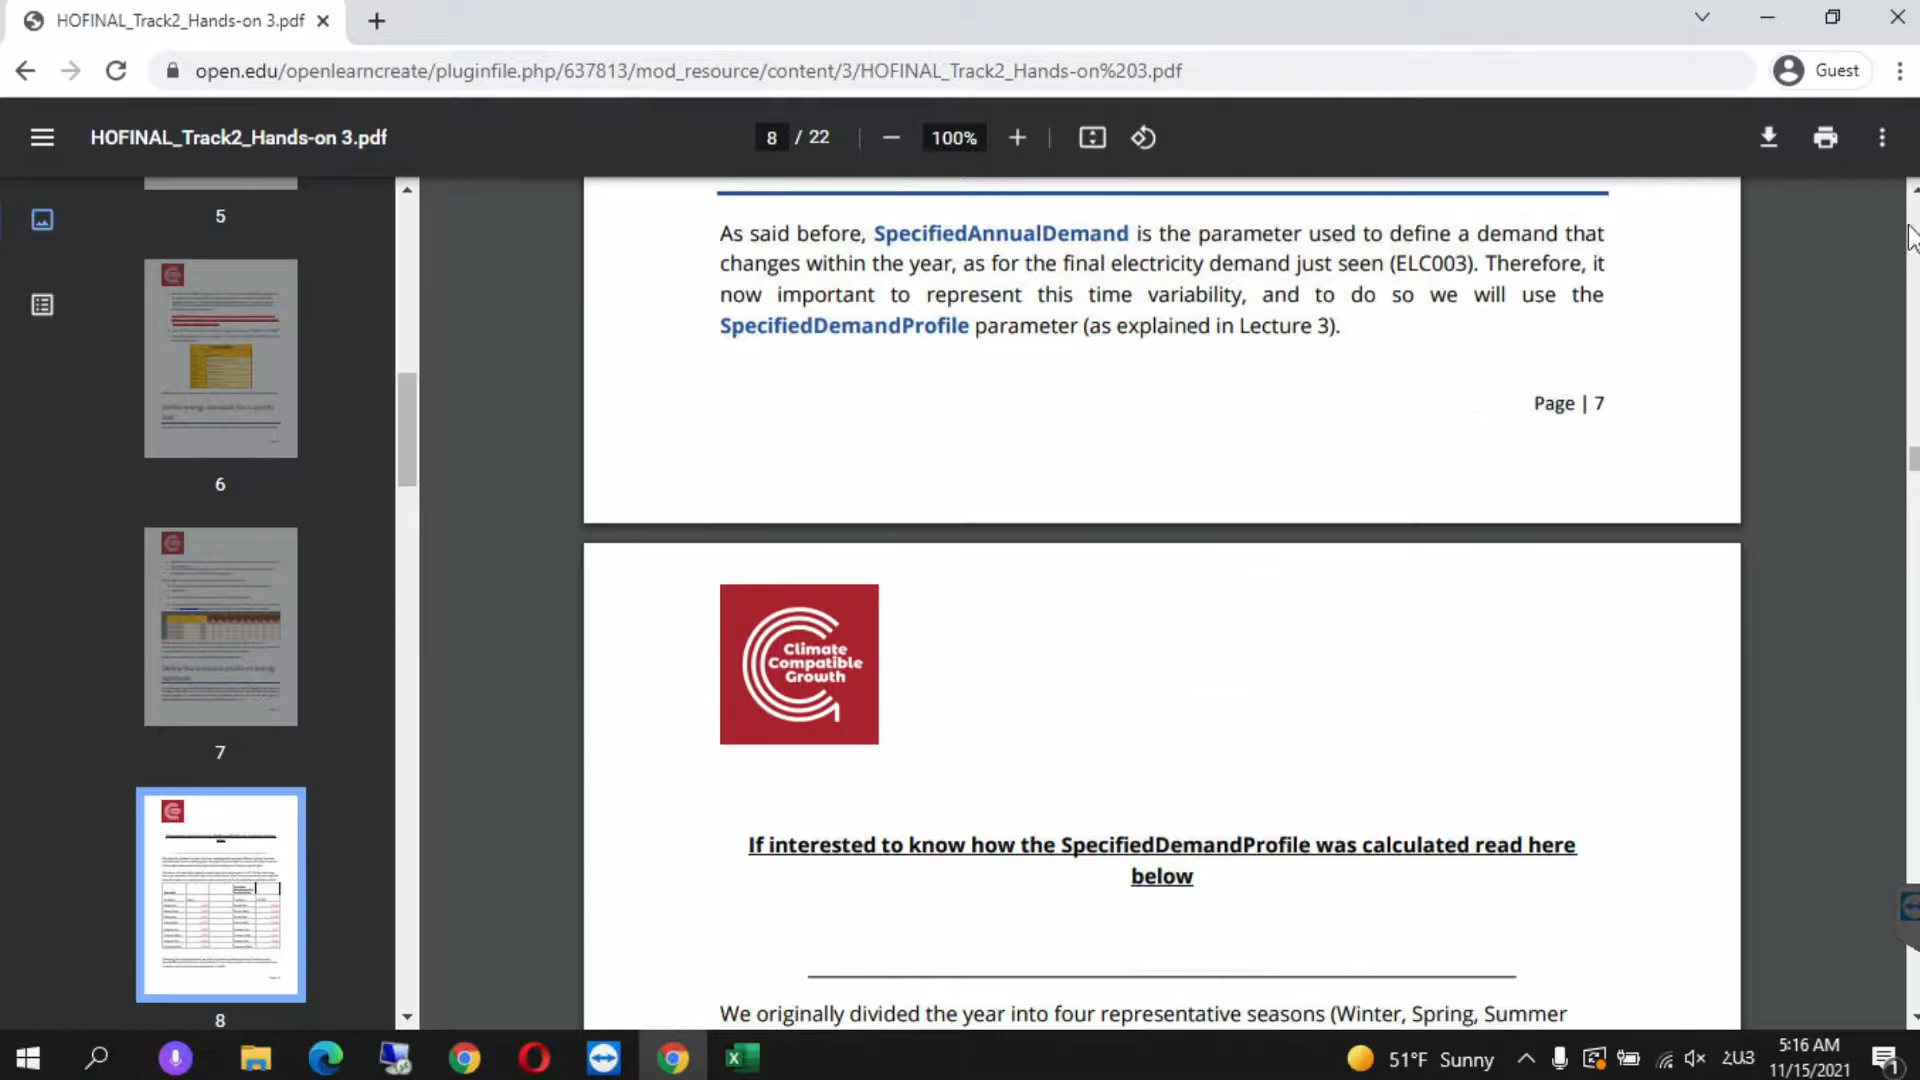 HOFINAL_Track2_Hands-on 3.pdf
open.edu/openlearncreate/pluginfile.php/637813/mod_resource/content/3/HOFINAL_Track2_Hands-on%203.pdf
Guest
HOFINAL_Track2_Hands-on 3.pdf
8 / 22
100%
5
6
7
8
As said before, SpecifiedAnnualDemand is the parameter used to define a demand that
changes within the year, as for the final electricity demand just seen (ELC003). Therefore, it
now important to represent this time variability, and to do so we will use the
SpecifiedDemandProfile parameter (as explained in Lecture 3).
Page | 7
Climate
Compatible
Growth
If interested to know how the SpecifiedDemandProfile was calculated read here
below
We originally divided the year into four representative seasons (Winter, Spring, Summer
51°F Sunny
ՀԱՅ
5:16 AM
11/15/2021
1